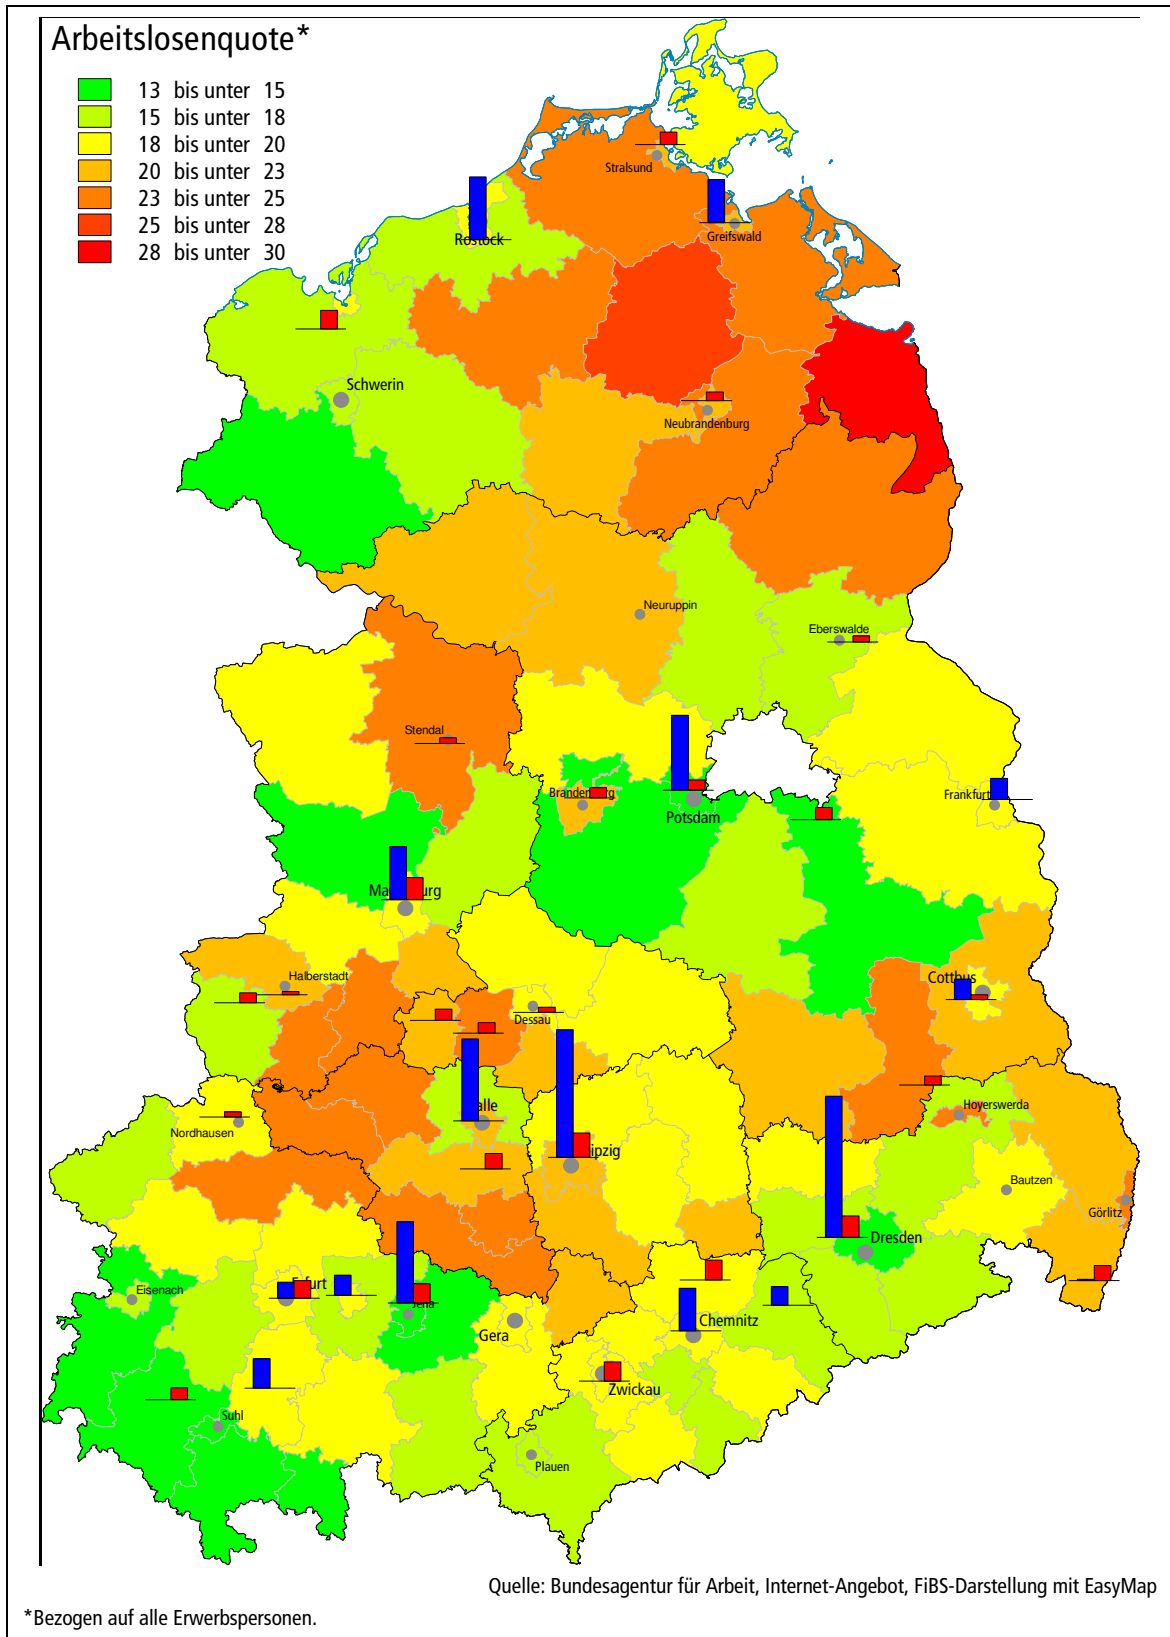 Arbeitslosenquote*
13 bis unter 15
15 bis unter 18
18 bis unter 20
20 bis unter 23
23 bis unter 25
25 bis unter 28
28 bis unter 30
Stralsund
Greifswald
Rostock
Schwerin
Neubrandenburg
Neuruppin
Eberswalde
Stendal
Brandenburg
Potsdam
Frankfurt
Halberstadt
Cottbus
Dessau
Hoyerswerda
Nordhausen
Bautzen
Görlitz
Dresden
Eisenach
Jena
Gera
Chemnitz
Zwickau
Suhl
Plauen
Quelle: Bundesagentur für Arbeit, Internet-Angebot, FiBS-Darstellung mit EasyMap
*Bezogen auf alle Erwerbspersonen.